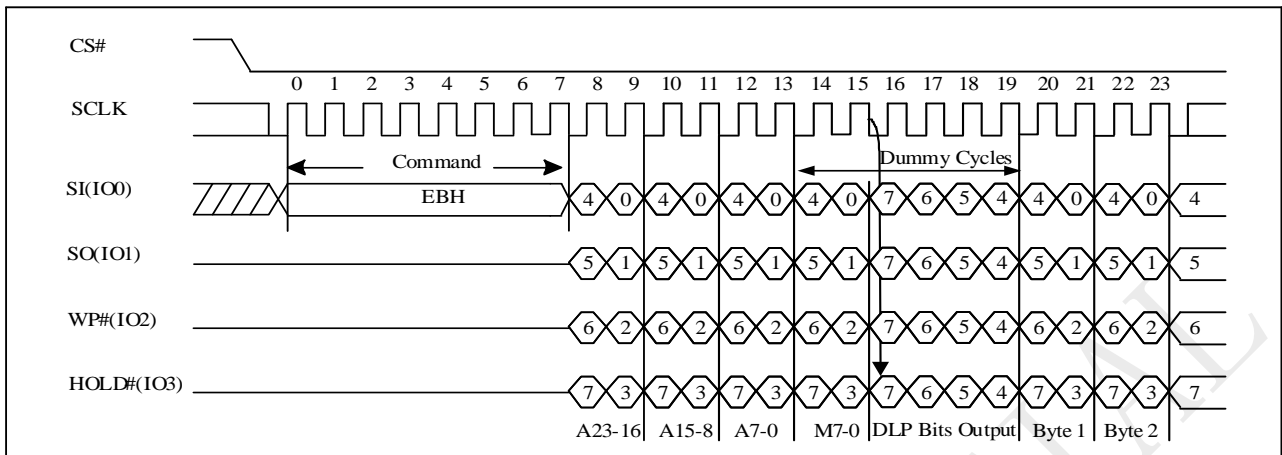 CS#
0 1 2 3 4 5 6 7 8 9 10 11 12 13 14 15 16 17 18 19 20 21 22 23
SCLK
Command
Dummy Cycles
SI(IO0)
EBH
4 0 4 0 4 0 4 0 7 6 5 4 4 0 4 0 4
SO(IO1)
5 1 5 1 5 1 5 1 7 6 5 4 5 1 5 1 5
WP#(IO2)
6 2 6 2 6 2 6 2 7 6 5 4 6 2 6 2 6
HOLD#(IO3)
7 3 7 3 7 3 7 3 7 6 5 4 7 3 7 3 7
A23-16 A15-8 A7-0 M7-0 DLP Bits Output Byte 1 Byte 2